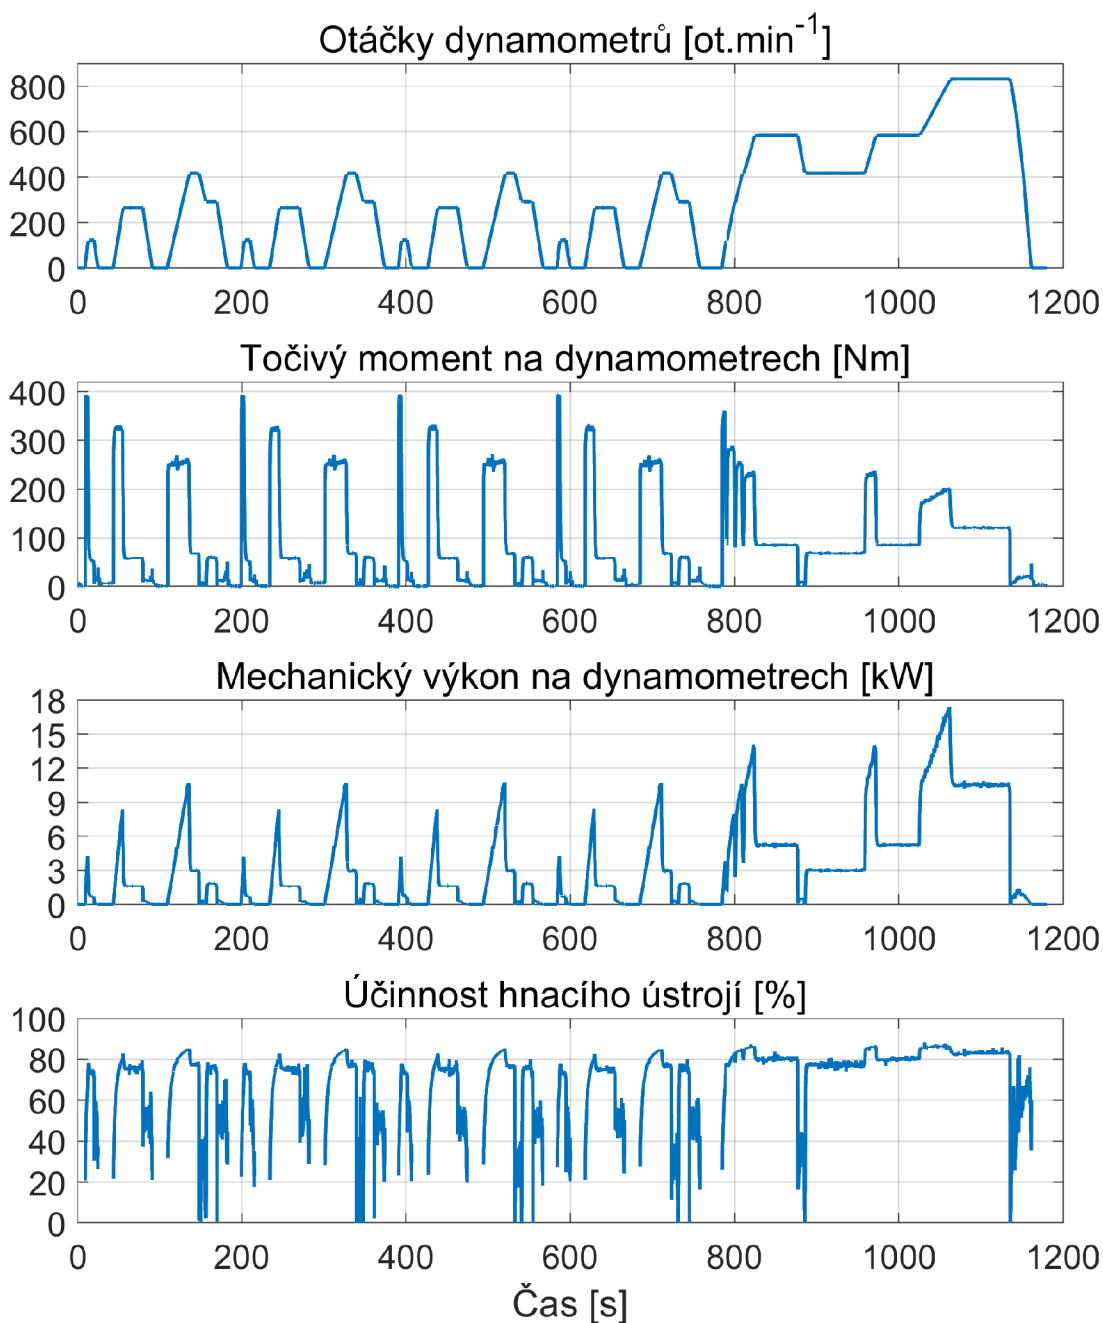 Otáčky dynamometrů [ot.min⁻¹]
800
600
400
200
0
0 200 400 600 800 1000 1200
Točivý moment na dynamometrech [Nm]
400
300
200
100
0
0 200 400 600 800 1000 1200
Mechanický výkon na dynamometrech [kW]
18
15
12
9
6
3
0
0 200 400 600 800 1000 1200
Účinnost hnacího ústrojí [%]
100
80
60
40
20
0
0 200 400 600 800 1000 1200
Čas [s]